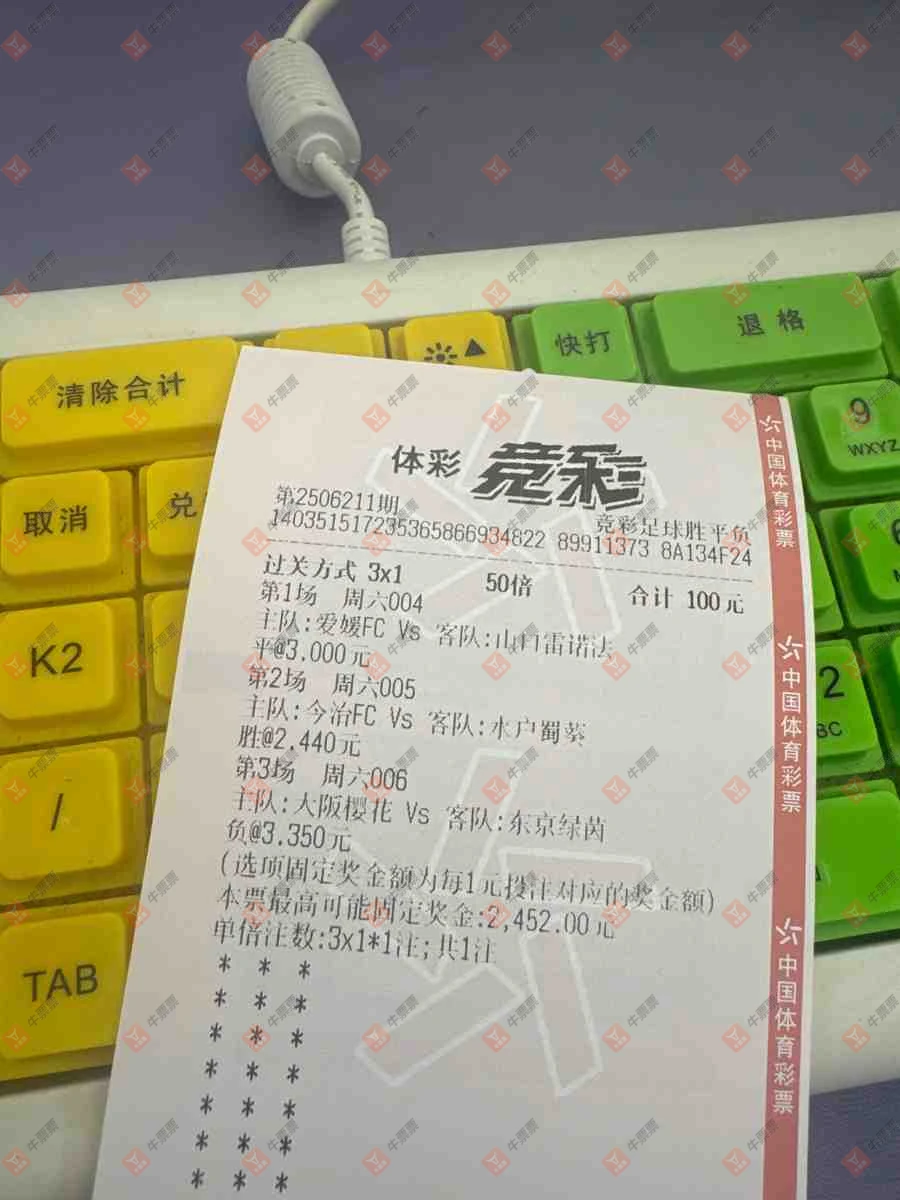 清除合计
快打
退格
9
WXYZ
取消
兑
K2
2
/
TAB
体彩 竞彩
第2506211期 竞彩足球胜平负
140351517235365866934822 89911373 8A134F24
过关方式 3x1 50倍 合计 100元
第1场 周六004
主队:爱媛FC Vs 客队:山口雷诺法
平@3.000元
第2场 周六005
主队:今治FC Vs 客队:水户蜀葵
胜@2.440元
第3场 周六006
主队:大阪樱花 Vs 客队:东京绿茵
负@3.350元
(选项固定奖金额为每1元投注对应的奖金额)
本票最高可能固定奖金:2,452.00元
单倍注数:3x1*1注;共1注
* * *
* * *
* * *
* * *
* * *
* * *
* * *
中国体育彩票
中国体育彩票
中国体育彩票
牛票票